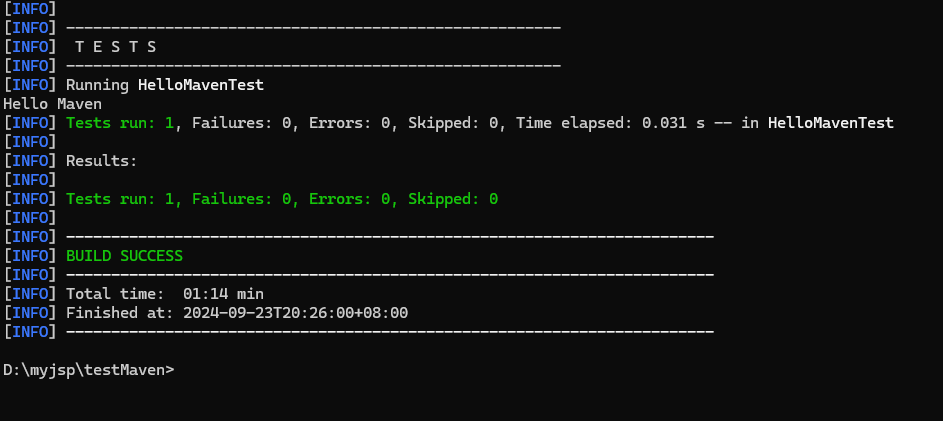 [INFO]
[INFO] -------------------------------------------------------
[INFO]  T E S T S
[INFO] -------------------------------------------------------
[INFO] Running HelloMavenTest
Hello Maven
[INFO] Tests run: 1, Failures: 0, Errors: 0, Skipped: 0, Time elapsed: 0.031 s -- in HelloMavenTest
[INFO]
[INFO] Results:
[INFO]
[INFO] Tests run: 1, Failures: 0, Errors: 0, Skipped: 0
[INFO]
[INFO] ------------------------------------------------------------------------
[INFO] BUILD SUCCESS
[INFO] ------------------------------------------------------------------------
[INFO] Total time:  01:14 min
[INFO] Finished at: 2024-09-23T20:26:00+08:00
[INFO] ------------------------------------------------------------------------
D:\myjsp\testMaven>